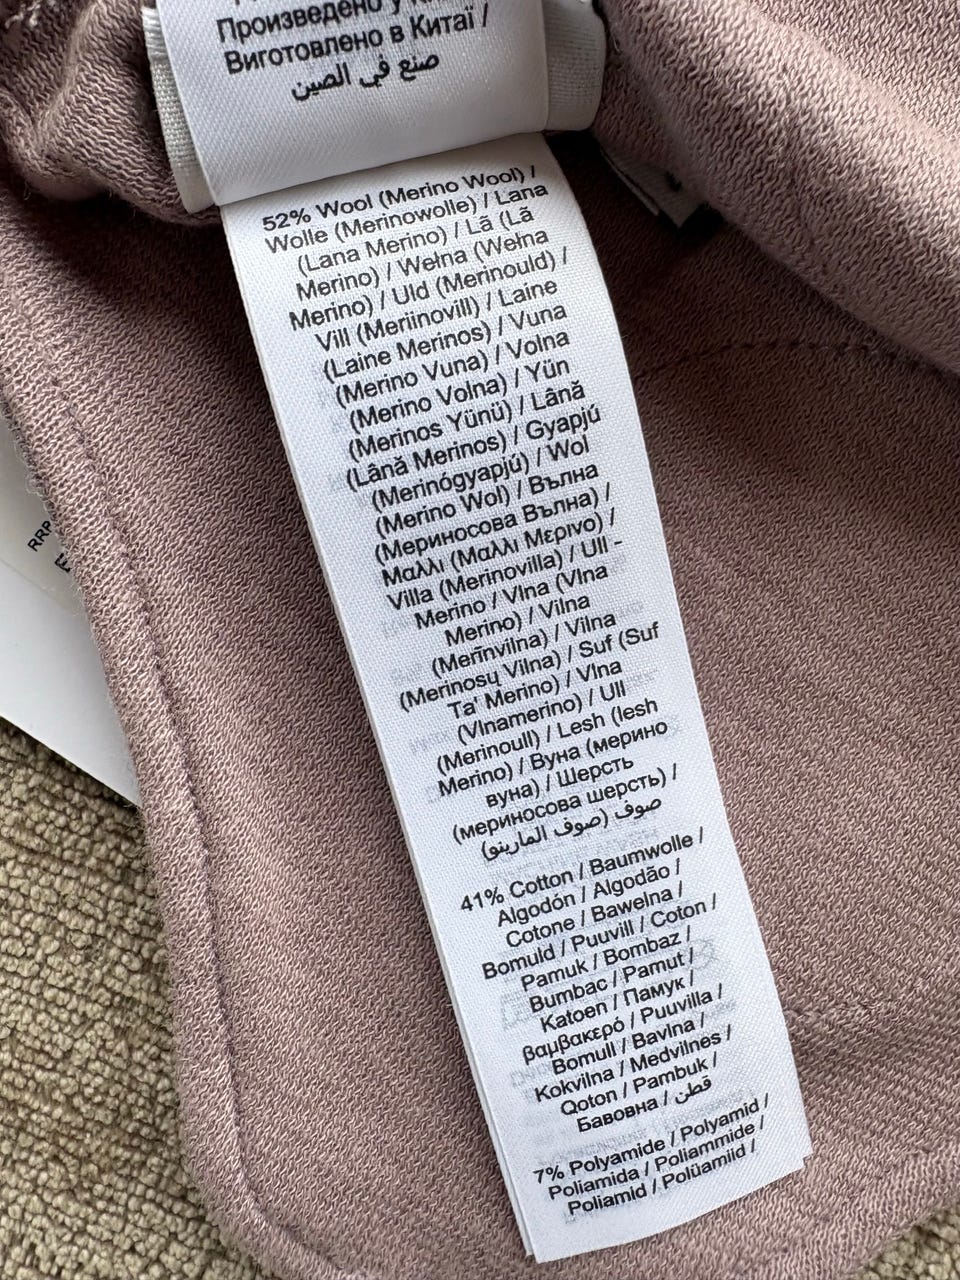 Произведено у
Виготовлено в Китаї /
صنع في الصين
52% Wool (Merino Wool) /
Wolle (Merinowolle) / Lana
(Lana Merino) / Lã (Lã
Merino) / Wełna (Wełna
Merino) / Uld (Merinould) /
Vill (Meriinovill) / Laine
(Laine Merinos) / Vuna
(Merino Vuna) / Volna
(Merino Volna) / Yün
(Merinos Yünü) / Lână
(Lână Merinos) / Gyapjú
(Merinógyapjú) / Wol
(Merino Wol) / Вълна
(Мериносова Вълна) /
Μαλλι (Μαλλι Μερινο) /
Villa (Merinovilla) / Ull -
Merino / Vlna (Vlna
Merino) / Vilna
(Merīnvilna) / Vilna
(Merinosų Vilna) / Suf (Suf
Ta' Merino) / Vlna
(Vlnamerino) / Ull
(Merinoull) / Lesh (lesh
Merino) / Вуна (мерино
вуна) / Шерсть
(мериносова шерсть) /
صوف (صوف المارينو)
41% Cotton / Baumwolle /
Algodón / Algodão /
Cotone / Bawełna /
Bomuld / Puuvill / Coton /
Pamuk / Bombaz /
Bumbac / Pamut /
Katoen / Памук /
βαμβακερό / Puuvilla /
Bomull / Bavlna /
Kokvilna / Medvilnes /
Qoton / Pambuk /
Бавовна / قطن
7% Polyamide / Polyamid /
Poliamida / Poliammide /
Poliamid / Polüamiid /
RRP